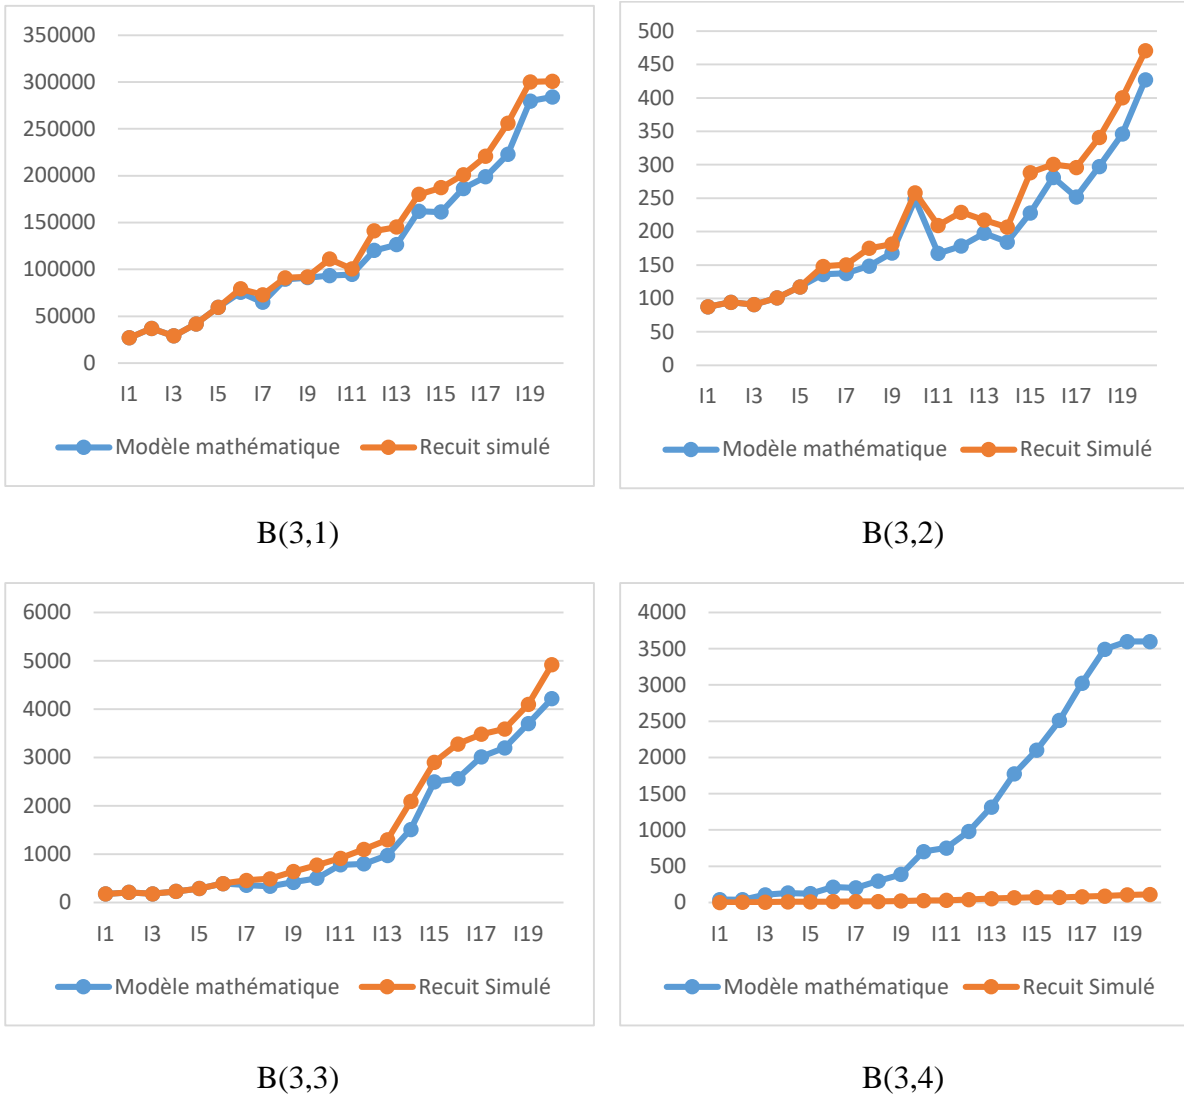 350000
300000
250000
200000
150000
100000
50000
0
I1 I3 I5 I7 I9 I11 I13 I15 I17 I19
Modèle mathématique Recuit simulé
B(3,1)
500
450
400
350
300
250
200
150
100
50
0
I1 I3 I5 I7 I9 I11 I13 I15 I17 I19
Modèle mathématique Recuit Simulé
B(3,2)
6000
5000
4000
3000
2000
1000
0
I1 I3 I5 I7 I9 I11 I13 I15 I17 I19
Modèle mathématique Recuit Simulé
B(3,3)
4000
3500
3000
2500
2000
1500
1000
500
0
I1 I3 I5 I7 I9 I11 I13 I15 I17 I19
Modèle mathématique Recuit Simulé
B(3,4)